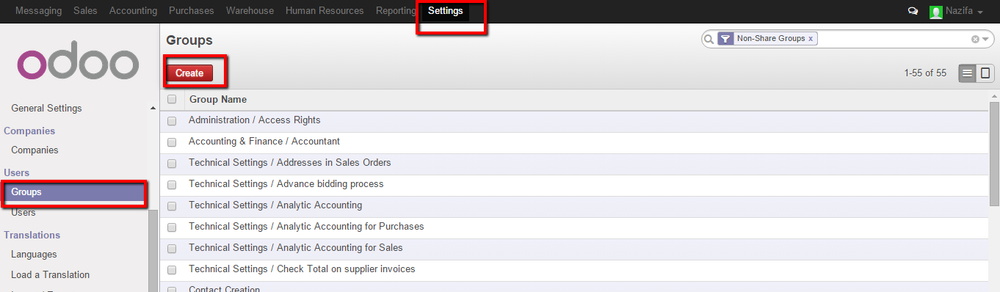 Messaging Sales Accounting Purchases Warehouse Human Resources Reporting Settings Nazifa
odoo
General Settings
Companies
Companies
Users
Groups
Users
Translations
Languages
Load a Translation
Groups
Non-Share Groups x
Create
1-55 of 55
Group Name
Administration / Access Rights
Accounting & Finance / Accountant
Technical Settings / Addresses in Sales Orders
Technical Settings / Advance bidding process
Technical Settings / Analytic Accounting
Technical Settings / Analytic Accounting for Purchases
Technical Settings / Analytic Accounting for Sales
Technical Settings / Check Total on supplier invoices
Contact Creation